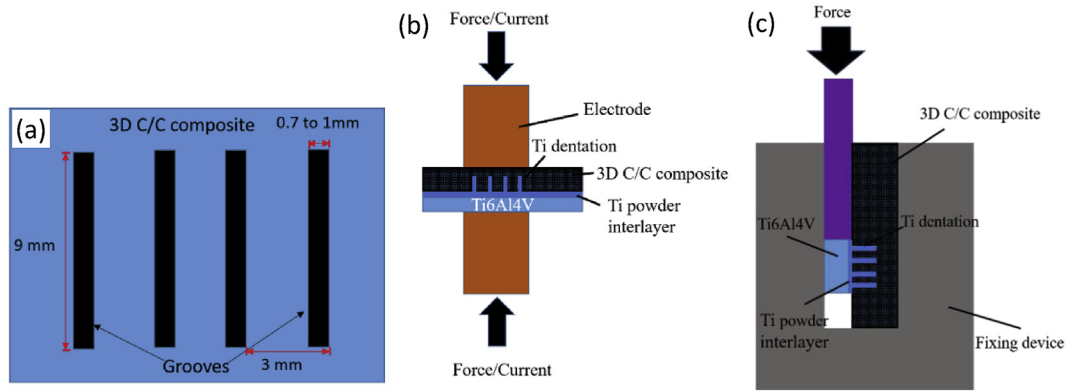 (a)
3D C/C composite
0.7 to 1mm
9 mm
Grooves
3 mm
(b)
Force/Current
Electrode
Ti dentation
3D C/C composite
Ti6Al4V
Ti powder
interlayer
Force/Current
(c)
Force
3D C/C composite
Ti6Al4V
Ti dentation
Ti powder
interlayer
Fixing device